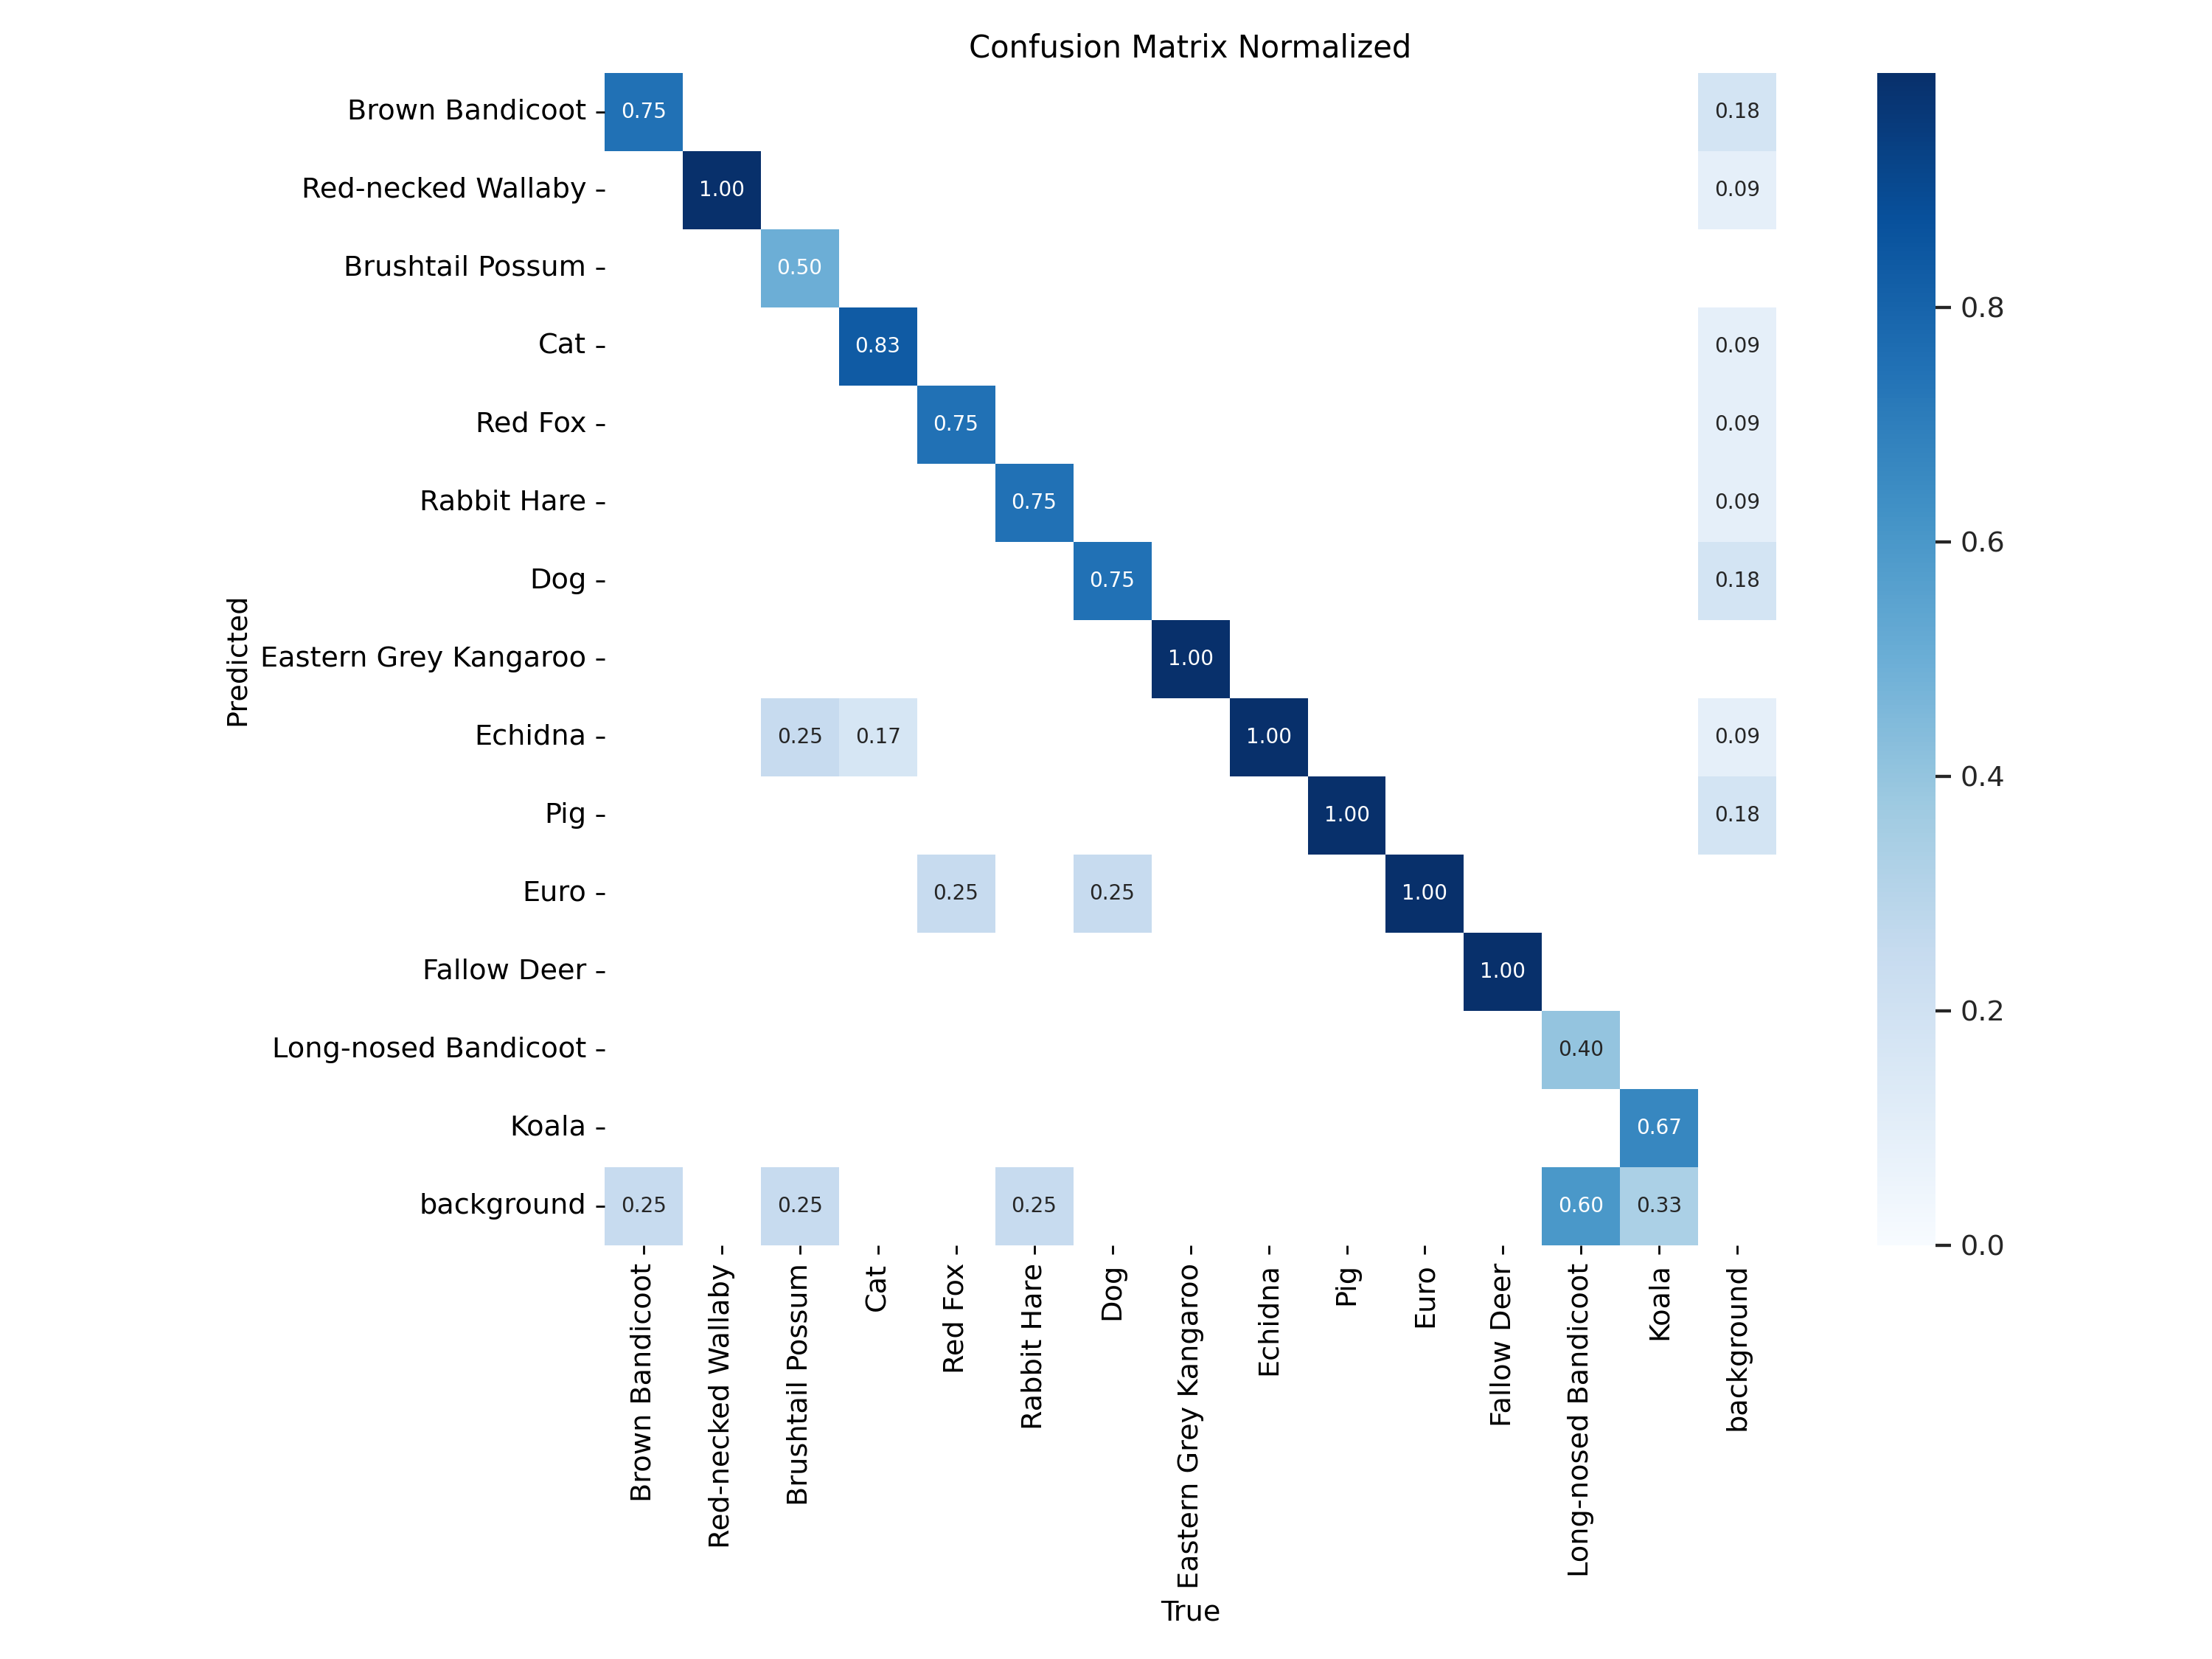 Confusion Matrix Normalized
Brown Bandicoot 0.75 0.18
Red-necked Wallaby 1.00 0.09
Brushtail Possum 0.50
Cat 0.83 0.09
0.8
Red Fox 0.75 0.09
Rabbit Hare 0.75 0.09
0.6
Dog 0.75 0.18
Predicted
Eastern Grey Kangaroo 1.00
Echidna 0.25 0.17 1.00 0.09
0.4
Pig 1.00 0.18
Euro 0.25 0.25 1.00
Fallow Deer 1.00
0.2
Long-nosed Bandicoot 0.40
Koala 0.67
background 0.25 0.25 0.25 0.60 0.33
0.0
Brown Bandicoot
Red-necked Wallaby
Brushtail Possum
Cat
Red Fox
Rabbit Hare
Dog
Eastern Grey Kangaroo
Echidna
Pig
Euro
Fallow Deer
Long-nosed Bandicoot
Koala
background
True